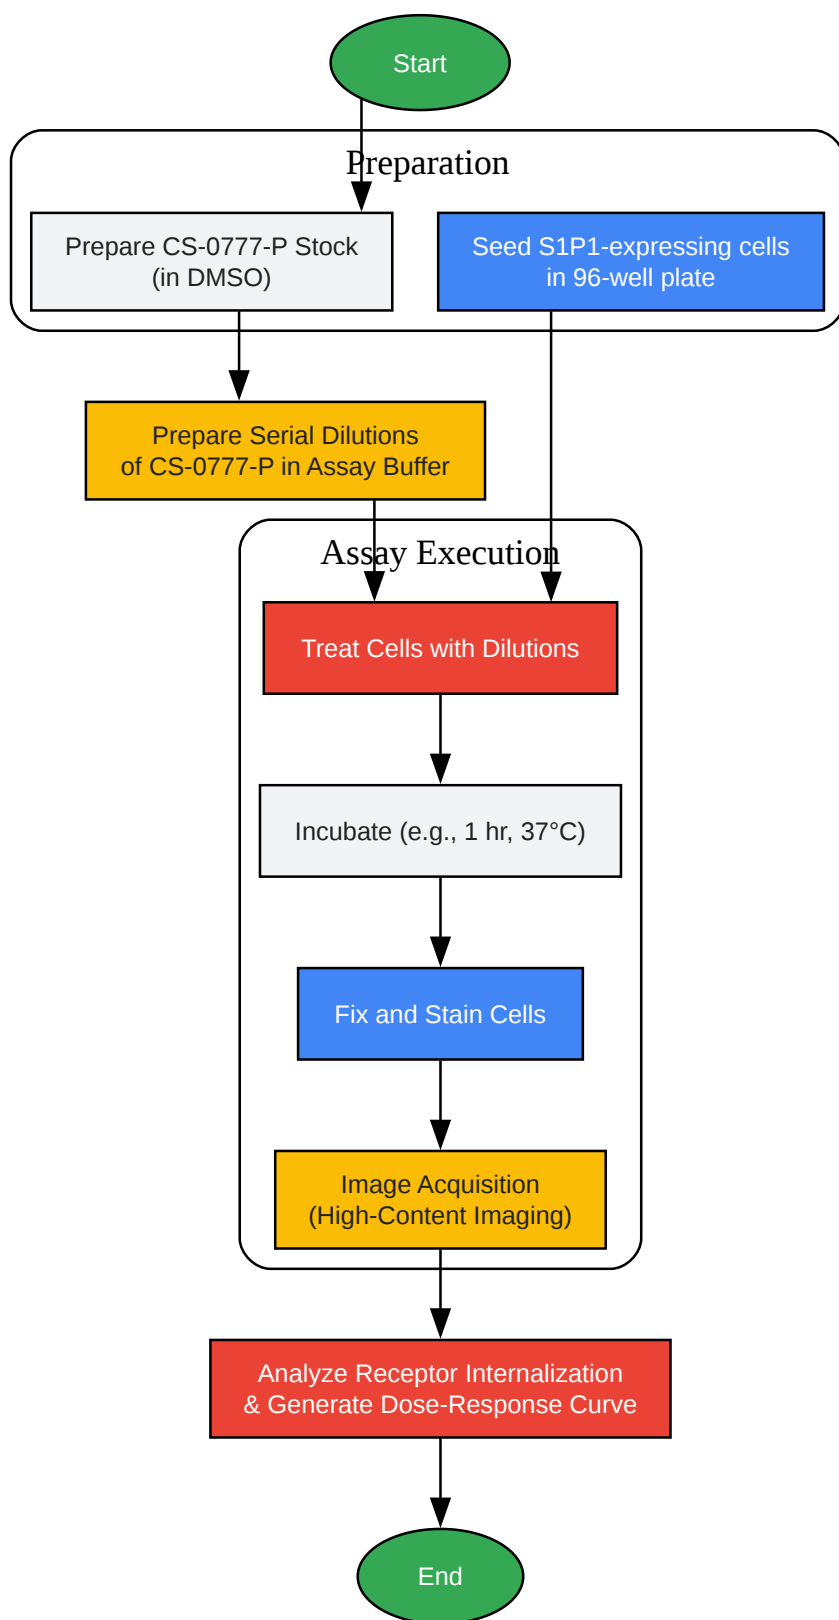 Start
Preparation
Prepare CS-0777-P Stock
(in DMSO)
Seed S1P1-expressing cells
in 96-well plate
Prepare Serial Dilutions
of CS-0777-P in Assay Buffer
Assay Execution
Treat Cells with Dilutions
Incubate (e.g., 1 hr, 37°C)
Fix and Stain Cells
Image Acquisition
(High-Content Imaging)
Analyze Receptor Internalization
& Generate Dose-Response Curve
End